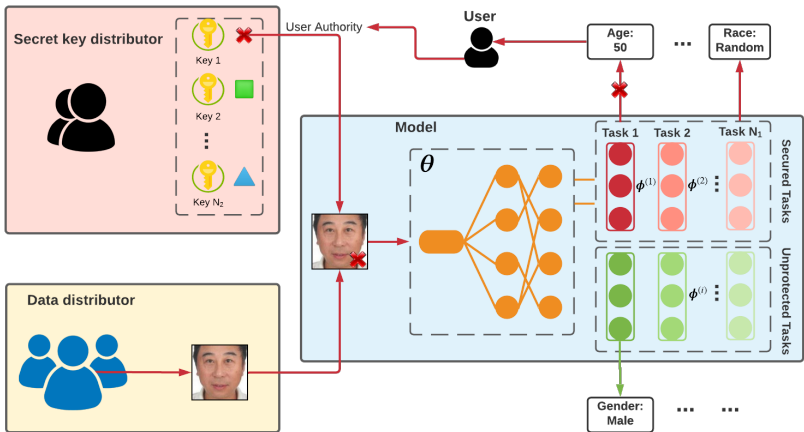 Secret key distributor
Key 1
Key 2
Key N₂
User Authority
User
Age:
50
...
Race:
Random
Model
θ
Task 1
Task 2
Task N₁
ϕ⁽¹⁾
ϕ⁽²⁾
Secured Tasks
ϕ⁽ⁱ⁾
Unprotected Tasks
Data distributor
Gender:
Male
... ...